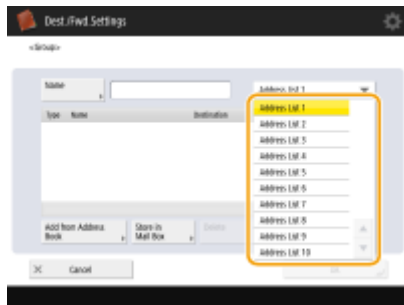 Dest./Fwd.Settings
<Group>
Name
Address List 1
Type Name Destination
Address List 1
Address List 2
Address List 3
Address List 4
Address List 5
Address List 6
Address List 7
Address List 8
Address List 9
Address List 10
Add from Address Book
Store in Mail Box
Delete
Cancel
OK